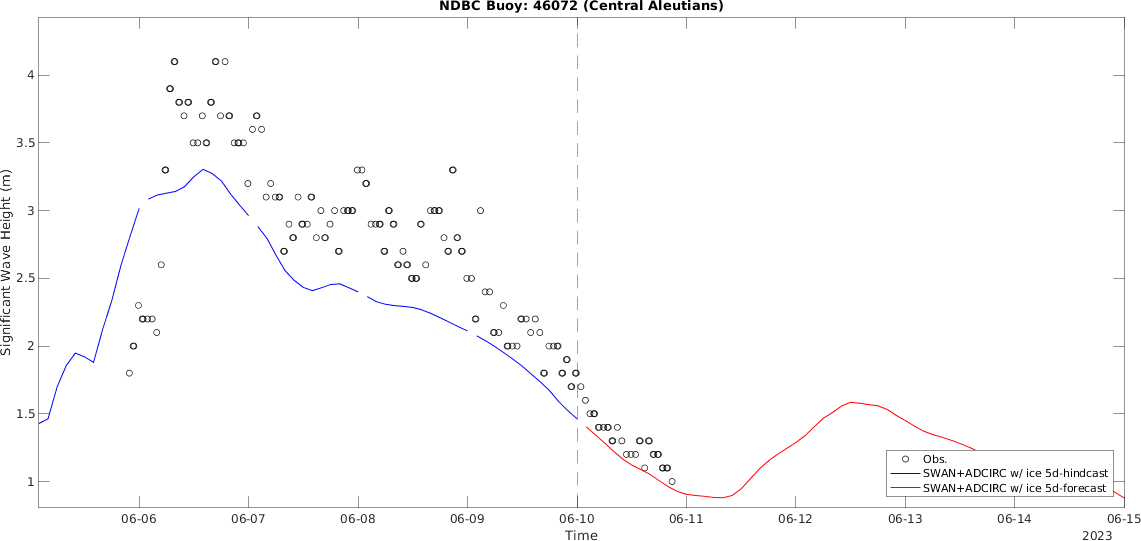 NDBC Buoy: 46072 (Central Aleutians)
Significant Wave Height (m)
4
3.5
3
2.5
2
1.5
1
Obs.
SWAN+ADCIRC w/ ice 5d-hindcast
SWAN+ADCIRC w/ ice 5d-forecast
06-06 06-07 06-08 06-09 06-10 06-11 06-12 06-13 06-14 06-15
Time 2023